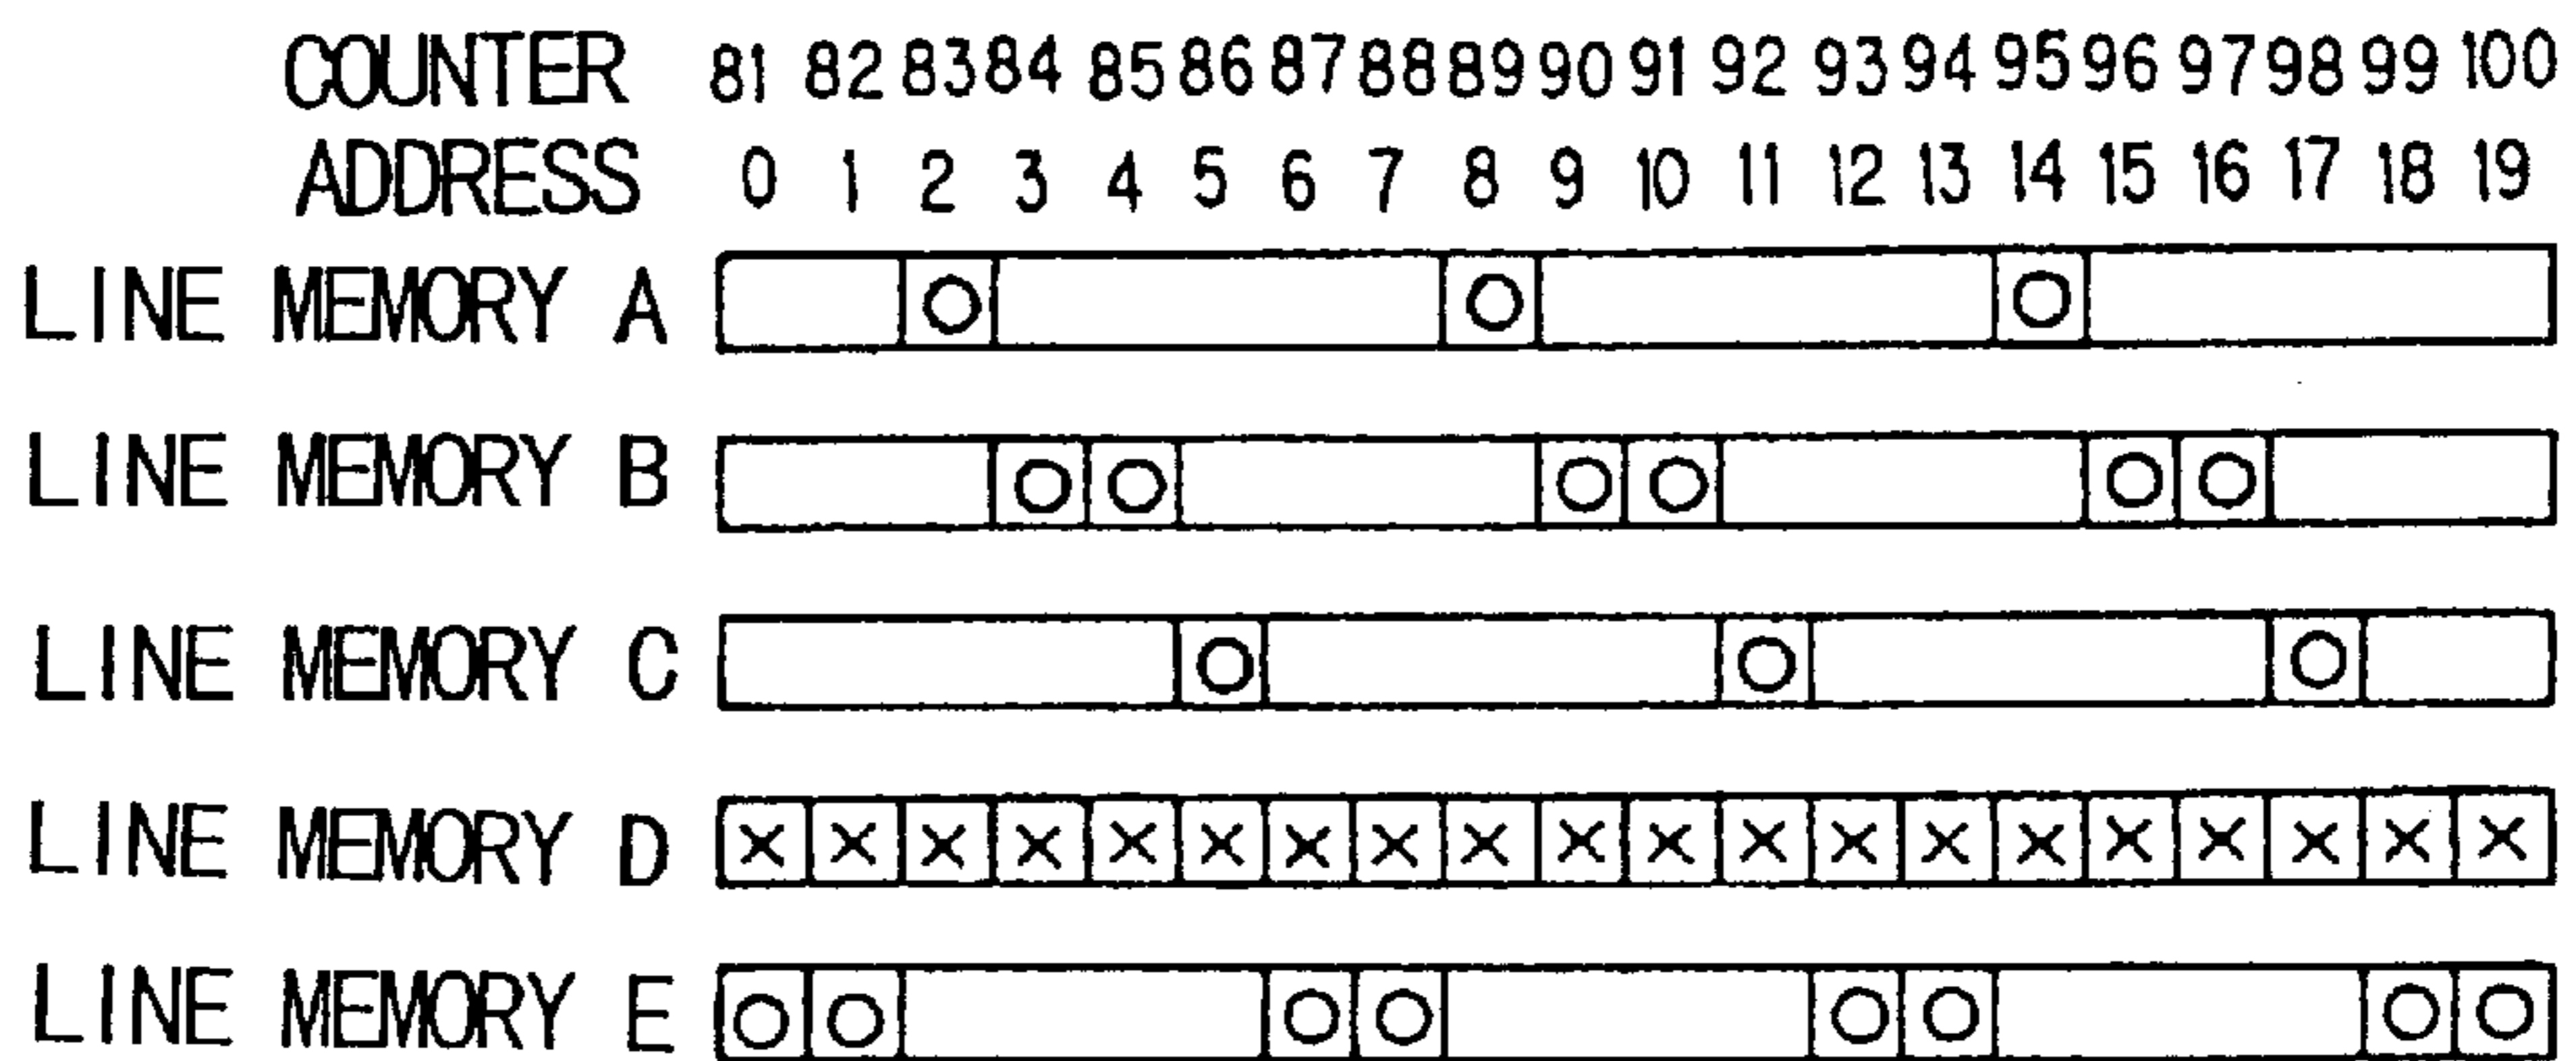 COUNTER 81 82 83 84 85 86 87 88 89 90 91 92 93 94 95 96 97 98 99 100
ADDRESS 0 1 2 3 4 5 6 7 8 9 10 11 12 13 14 15 16 17 18 19
LINE MEMORY A ○ ○ ○
LINE MEMORY B ○ ○ ○ ○ ○ ○
LINE MEMORY C ○ ○ ○
LINE MEMORY D × × × × × × × × × × × × × × × × × × × ×
LINE MEMORY E ○ ○ ○ ○ ○ ○ ○ ○